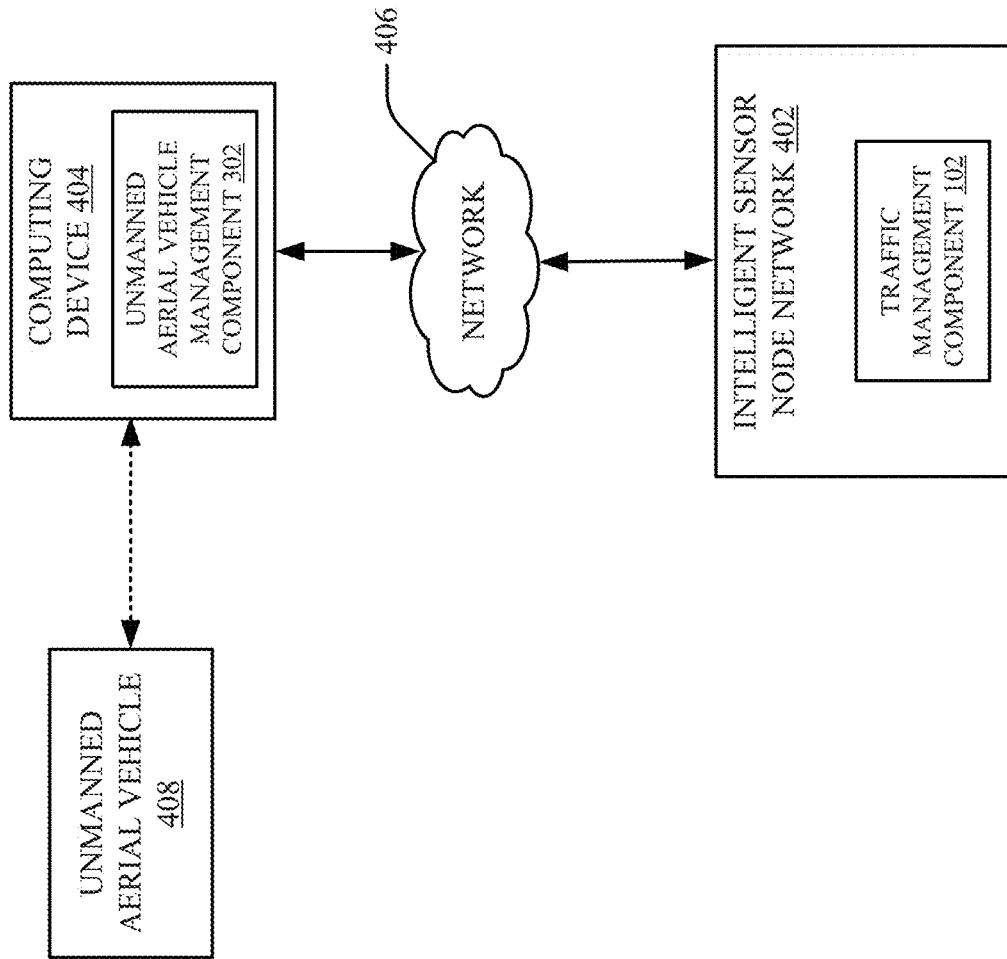 UNMANNED
AERIAL VEHICLE
408
COMPUTING
DEVICE 404
UNMANNED
AERIAL VEHICLE
MANAGEMENT
COMPONENT 302
406
NETWORK
INTELLIGENT SENSOR
NODE NETWORK 402
TRAFFIC
MANAGEMENT
COMPONENT 102